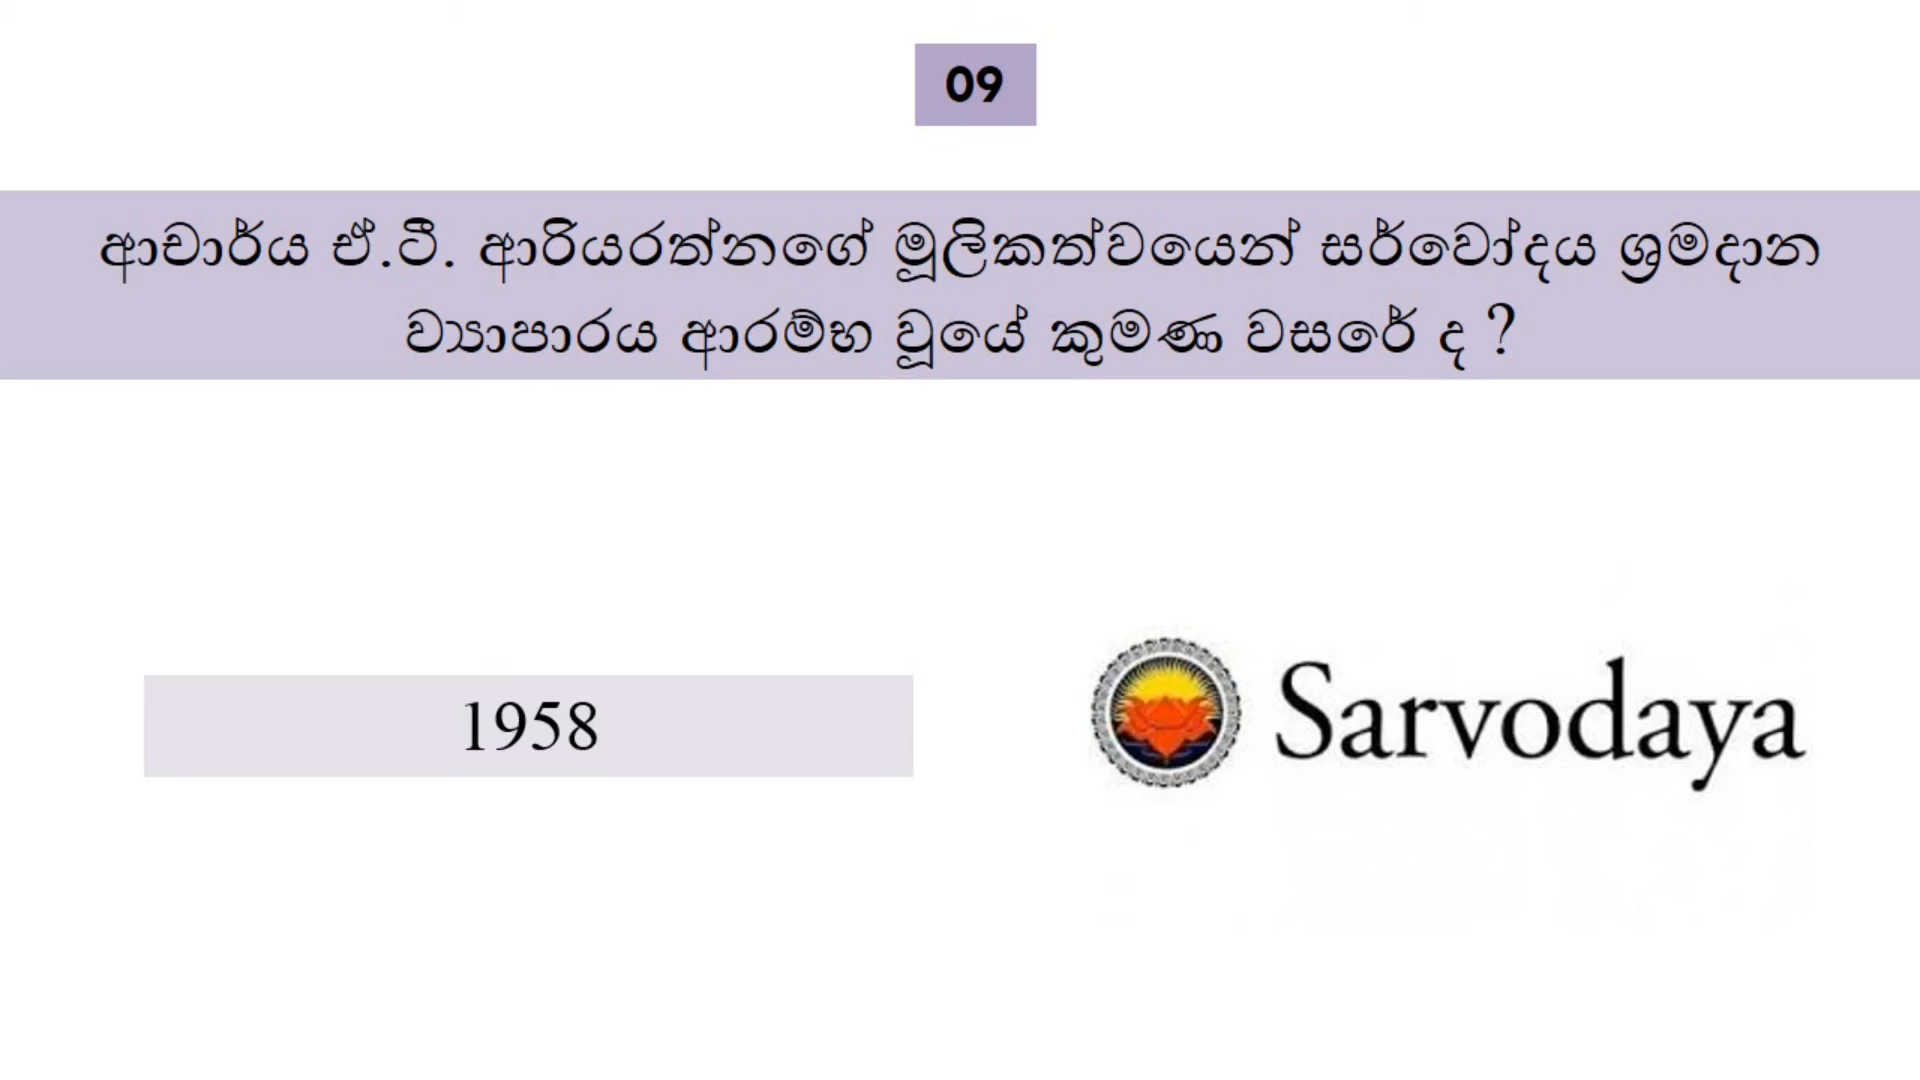 09
ආචාර්ය ඒ.ටී. ආරියරත්නගේ මූලිකත්වයෙන් සර්වෝදය ශ්‍රමදාන
ව්‍යාපාරය ආරම්භ වූයේ කුමණ වසරේ ද ?
1958
Sarvodaya